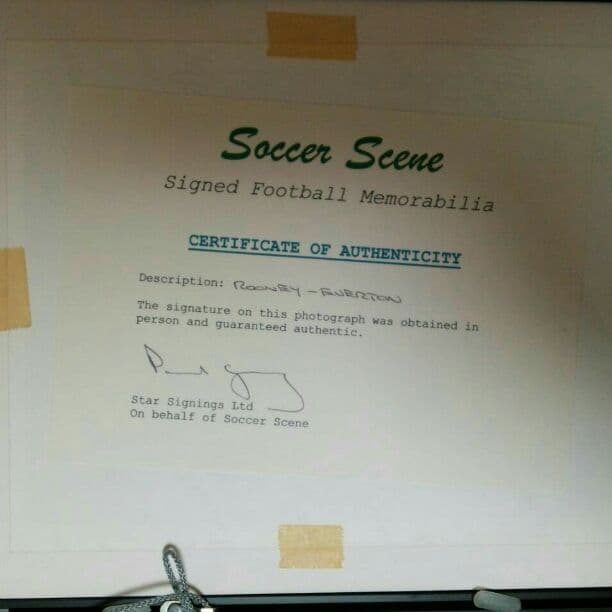 Soccer Scene
Signed Football Memorabilia
CERTIFICATE OF AUTHENTICITY
Description: ROONEY - EVERTON
The signature on this photograph was obtained in
person and guaranteed authentic.
Star Signings Ltd
On behalf of Soccer Scene